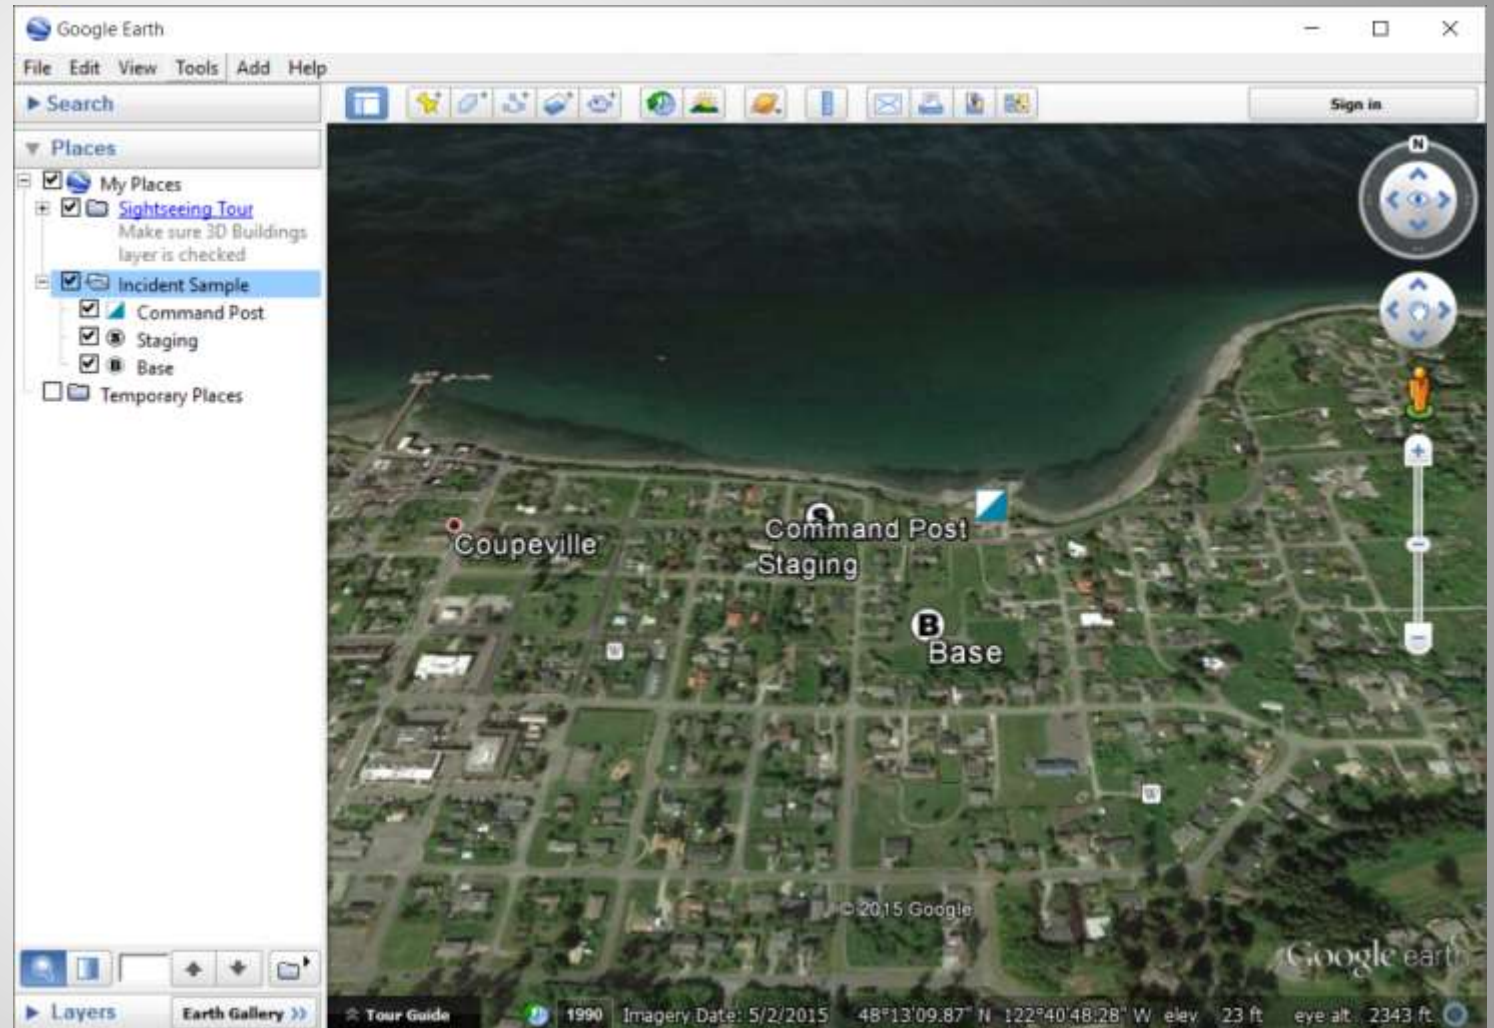 Google Earth
File Edit View Tools Add Help
Search
Sign in
Places
N
My Places
Sightseeing Tour
Make sure 3D Buildings
layer is checked
Incident Sample
Command Post
S Staging
B Base
Temporary Places
S
Command Post
Coupeville
Staging
B
Base
© 2015 Google
Google earth
Layers
Earth Gallery >>
Tour Guide
1990
Imagery Date: 5/2/2015 48°13'09.87" N 122°40'48.28" W elev 23 ft eye alt 2343 ft